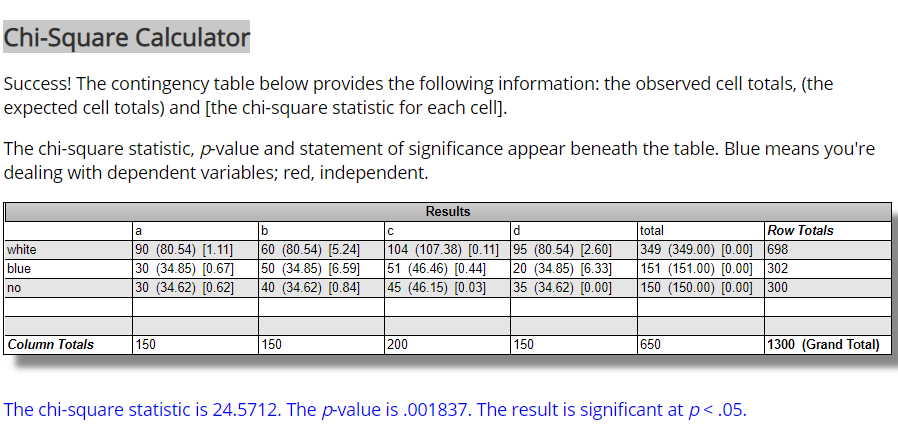 Chi-Square Calculator
Success! The contingency table below provides the following information: the observed cell totals, (the
expected cell totals) and [the chi-square statistic for each cell].
The chi-square statistic, p-value and statement of significance appear beneath the table. Blue means you're
dealing with dependent variables; red, independent.
Results
a b c d total Row Totals
white 90 (80.54) [1.11] 60 (80.54) [5.24] 104 (107.38) [0.11] 95 (80.54) [2.60] 349 (349.00) [0.00] 698
blue 30 (34.85) [0.67] 50 (34.85) [6.59] 51 (46.46) [0.44] 20 (34.85) [6.33] 151 (151.00) [0.00] 302
no 30 (34.62) [0.62] 40 (34.62) [0.84] 45 (46.15) [0.03] 35 (34.62) [0.00] 150 (150.00) [0.00] 300
Column Totals 150 150 200 150 650 1300 (Grand Total)
The chi-square statistic is 24.5712. The p-value is .001837. The result is significant at p < .05.